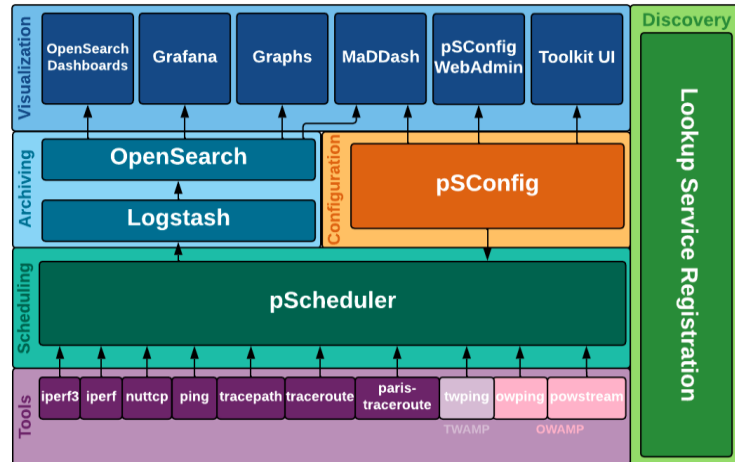 Visualization
OpenSearch
Dashboards
Grafana
Graphs
MaDDash
pSConfig
WebAdmin
Toolkit UI
Discovery
Lookup Service Registration
Archiving
OpenSearch
Logstash
Configuration
pSConfig
Scheduling
pScheduler
Tools
iperf3
iperf
nuttcp
ping
tracepath
traceroute
paris-
traceroute
twping
owping
powstream
TWAMP
OWAMP